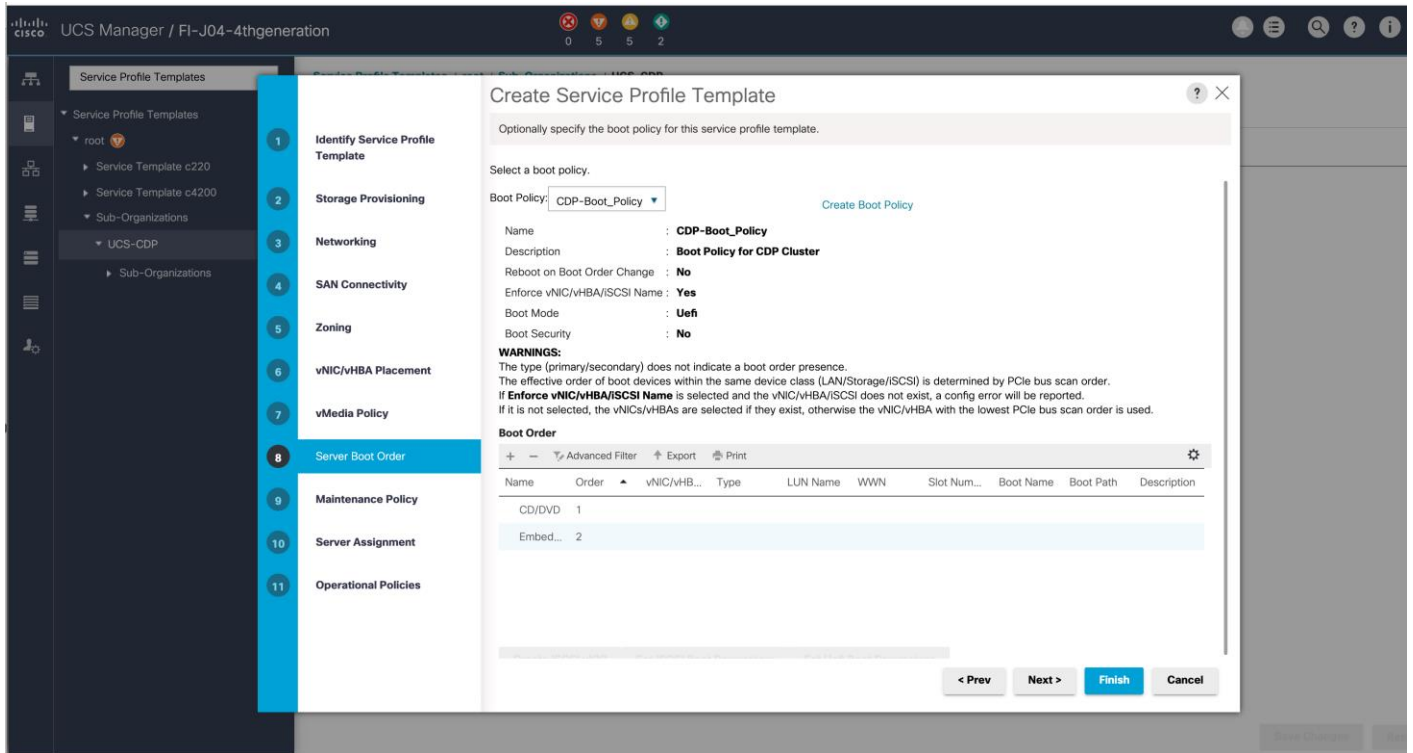 cisco
UCS Manager / FI-J04-4thgeneration
0 5 5 2
Service Profile Templates
Service Profile Templates
root
Service Template c220
Service Template c4200
Sub-Organizations
UCS-CDP
Sub-Organizations
Create Service Profile Template
? ×
1 Identify Service Profile
Template
2 Storage Provisioning
3 Networking
4 SAN Connectivity
5 Zoning
6 vNIC/vHBA Placement
7 vMedia Policy
8 Server Boot Order
9 Maintenance Policy
10 Server Assignment
11 Operational Policies
Optionally specify the boot policy for this service profile template.
Select a boot policy.
Boot Policy: CDP-Boot_Policy Create Boot Policy
Name : CDP-Boot_Policy
Description : Boot Policy for CDP Cluster
Reboot on Boot Order Change : No
Enforce vNIC/vHBA/iSCSI Name : Yes
Boot Mode : Uefi
Boot Security : No
WARNINGS:
The type (primary/secondary) does not indicate a boot order presence.
The effective order of boot devices within the same device class (LAN/Storage/iSCSI) is determined by PCIe bus scan order.
If Enforce vNIC/vHBA/iSCSI Name is selected and the vNIC/vHBA/iSCSI does not exist, a config error will be reported.
If it is not selected, the vNICs/vHBAs are selected if they exist, otherwise the vNIC/vHBA with the lowest PCIe bus scan order is used.
Boot Order
+ − Advanced Filter Export Print
Name Order vNIC/vHB... Type LUN Name WWN Slot Num... Boot Name Boot Path Description
CD/DVD 1
Embed... 2
< Prev Next > Finish Cancel
Save Changes